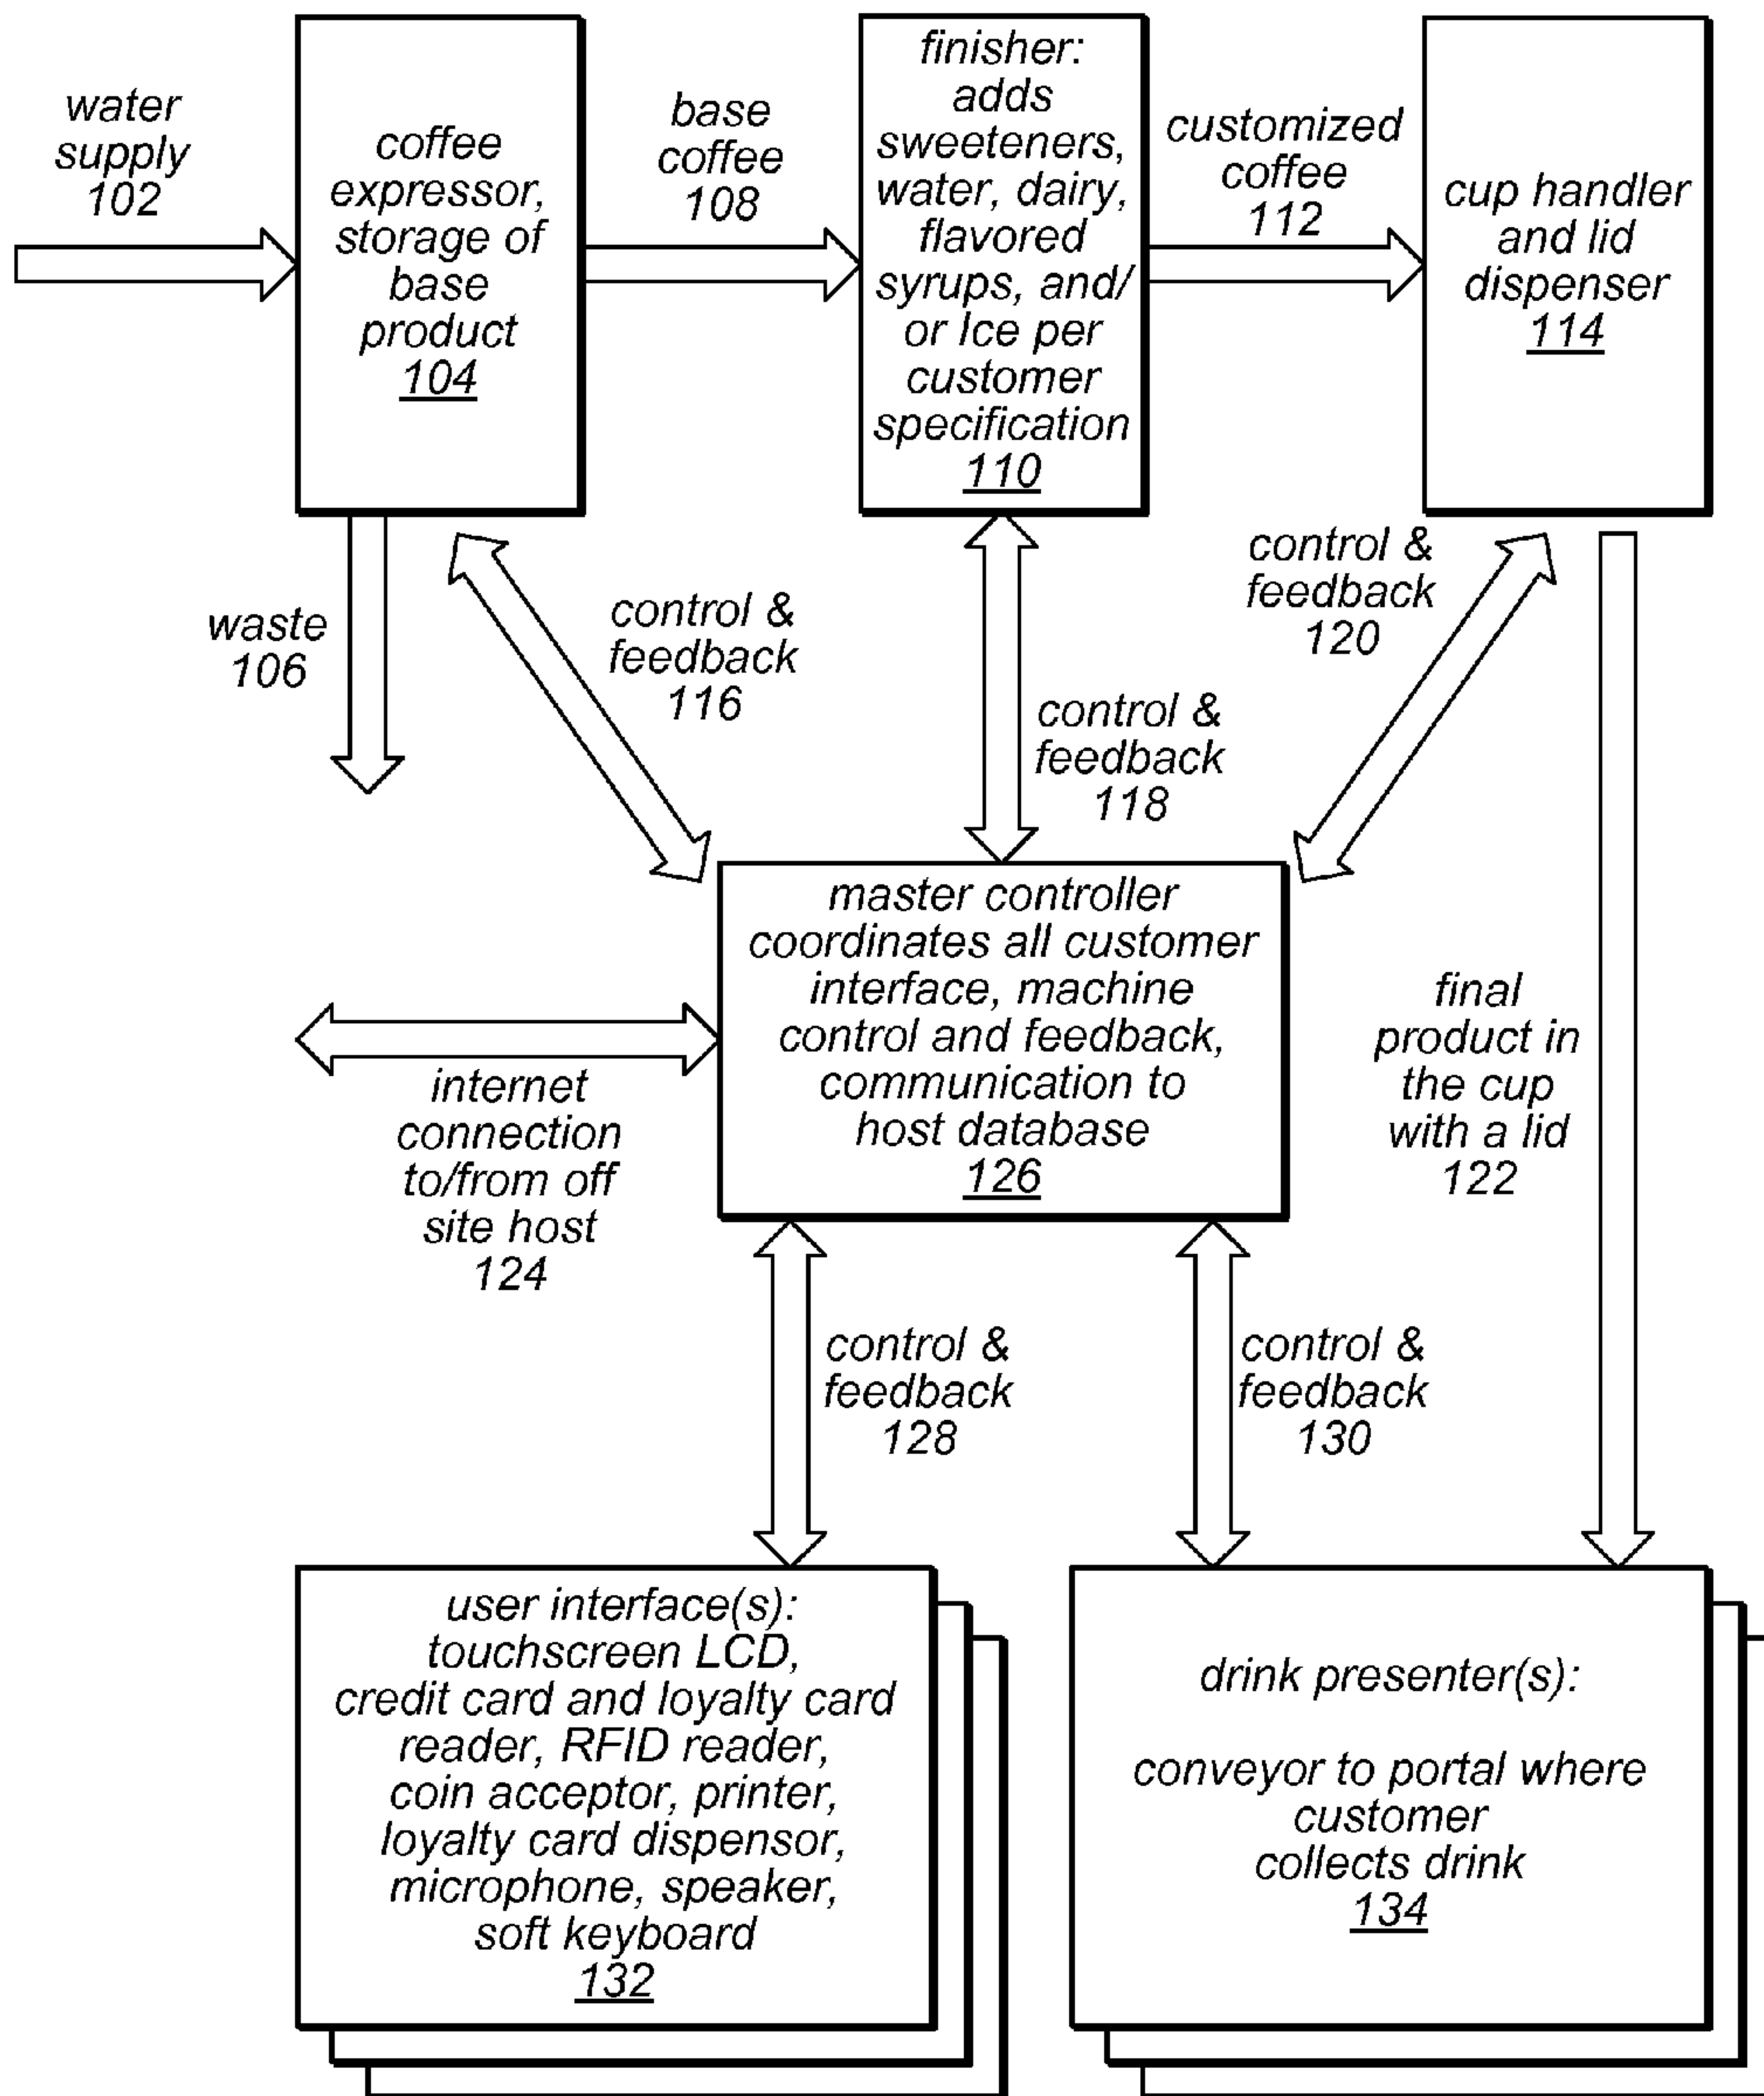 water
supply
102
coffee
expressor,
storage of
base
product
104
base
coffee
108
finisher:
adds
sweeteners,
water, dairy,
flavored
syrups, and/
or Ice per
customer
specification
110
customized
coffee
112
cup handler
and lid
dispenser
114
waste
106
control &
feedback
116
control &
feedback
118
control &
feedback
120
master controller
coordinates all customer
interface, machine
control and feedback,
communication to
host database
126
internet
connection
to/from off
site host
124
final
product in
the cup
with a lid
122
control &
feedback
128
control &
feedback
130
user interface(s):
touchscreen LCD,
credit card and loyalty card
reader, RFID reader,
coin acceptor, printer,
loyalty card dispensor,
microphone, speaker,
soft keyboard
132
drink presenter(s):
conveyor to portal where
customer
collects drink
134